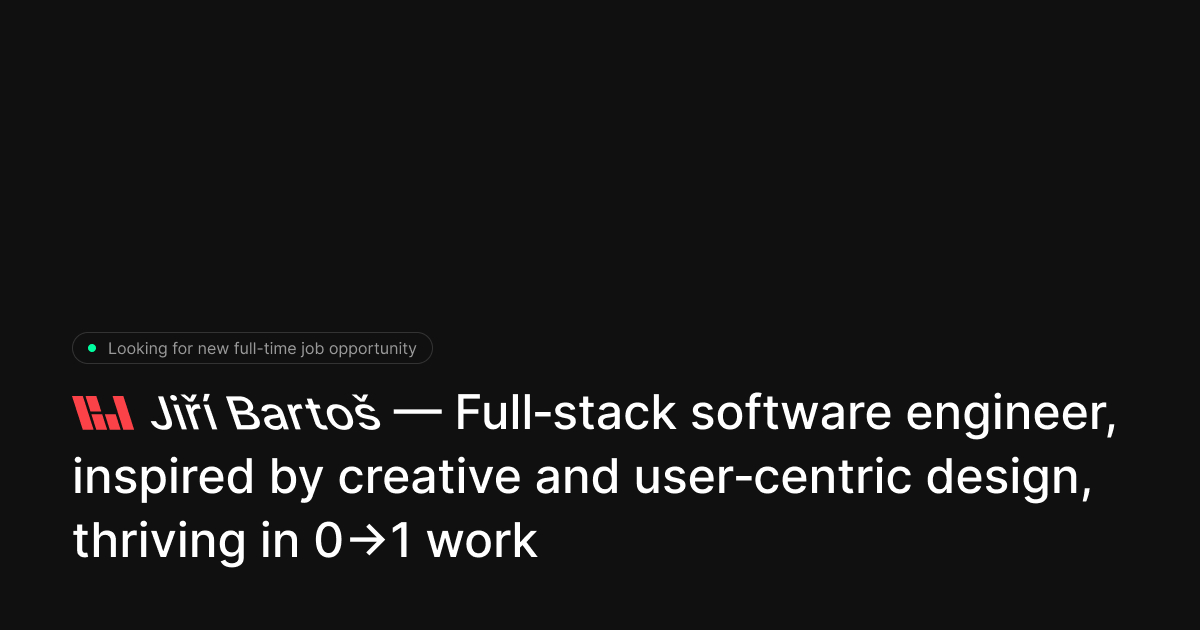 Looking for new full-time job opportunity
Jiří Bartoš — Full-stack software engineer,
inspired by creative and user-centric design,
thriving in 0→1 work